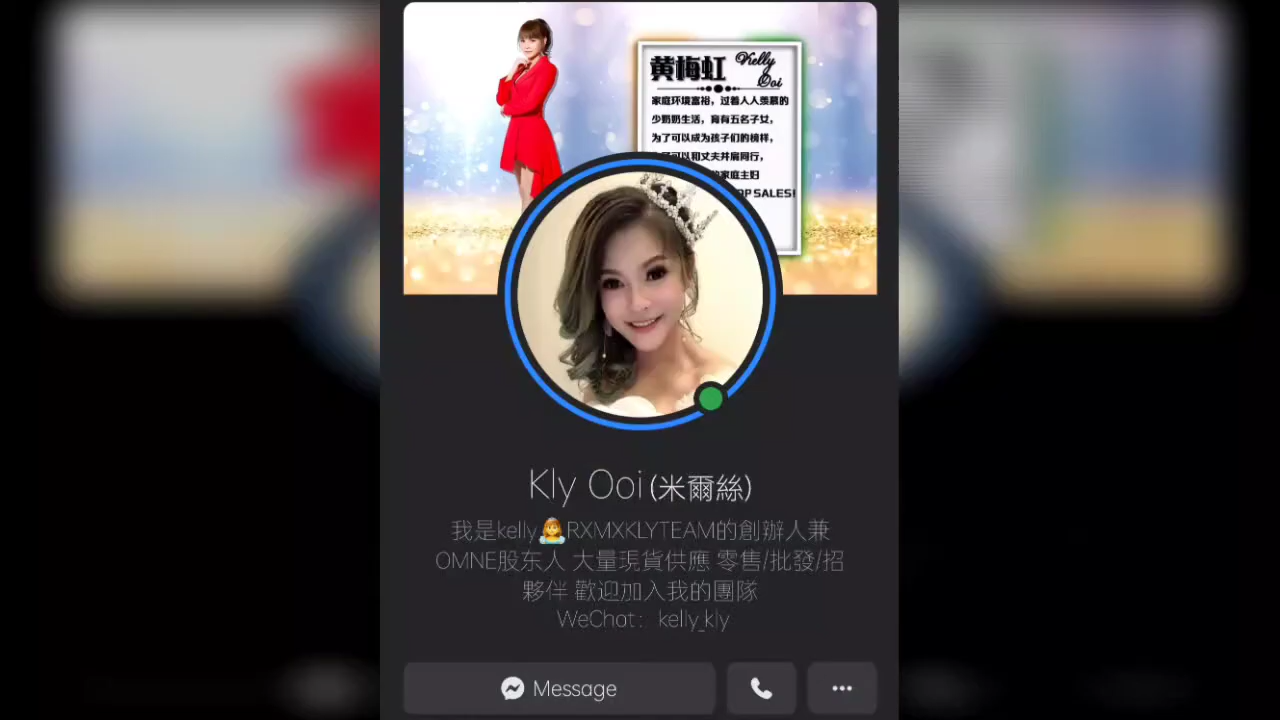 黄梅虹 Kelly Ooi
家庭环境富裕，过着人人羡慕的
少奶奶生活，育有五名子女，
为了可以成为孩子们的榜样，
可以和丈夫并肩同行，
家庭主妇
OP SALES!
Kly Ooi (米爾絲)
我是kelly👸RXMXKLYTEAM的創辦人兼
OMNE股东人 大量現貨供應 零售/批發/招
夥伴 歡迎加入我的團隊
WeChat： kelly_kly
Message